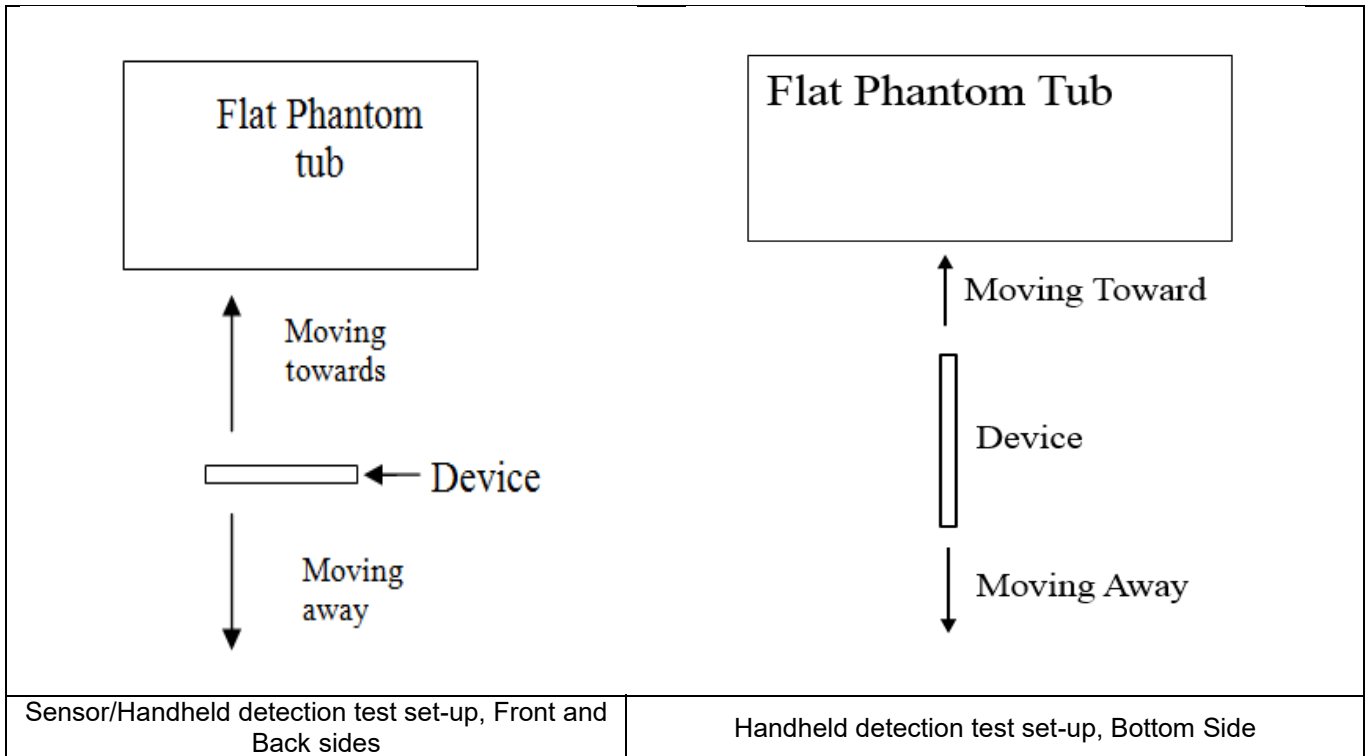 Flat Phantom
tub
Moving
towards
Device
Moving
away
Flat Phantom Tub
Moving Toward
Device
Moving Away
Sensor/Handheld detection test set-up, Front and
Back sides
Handheld detection test set-up, Bottom Side